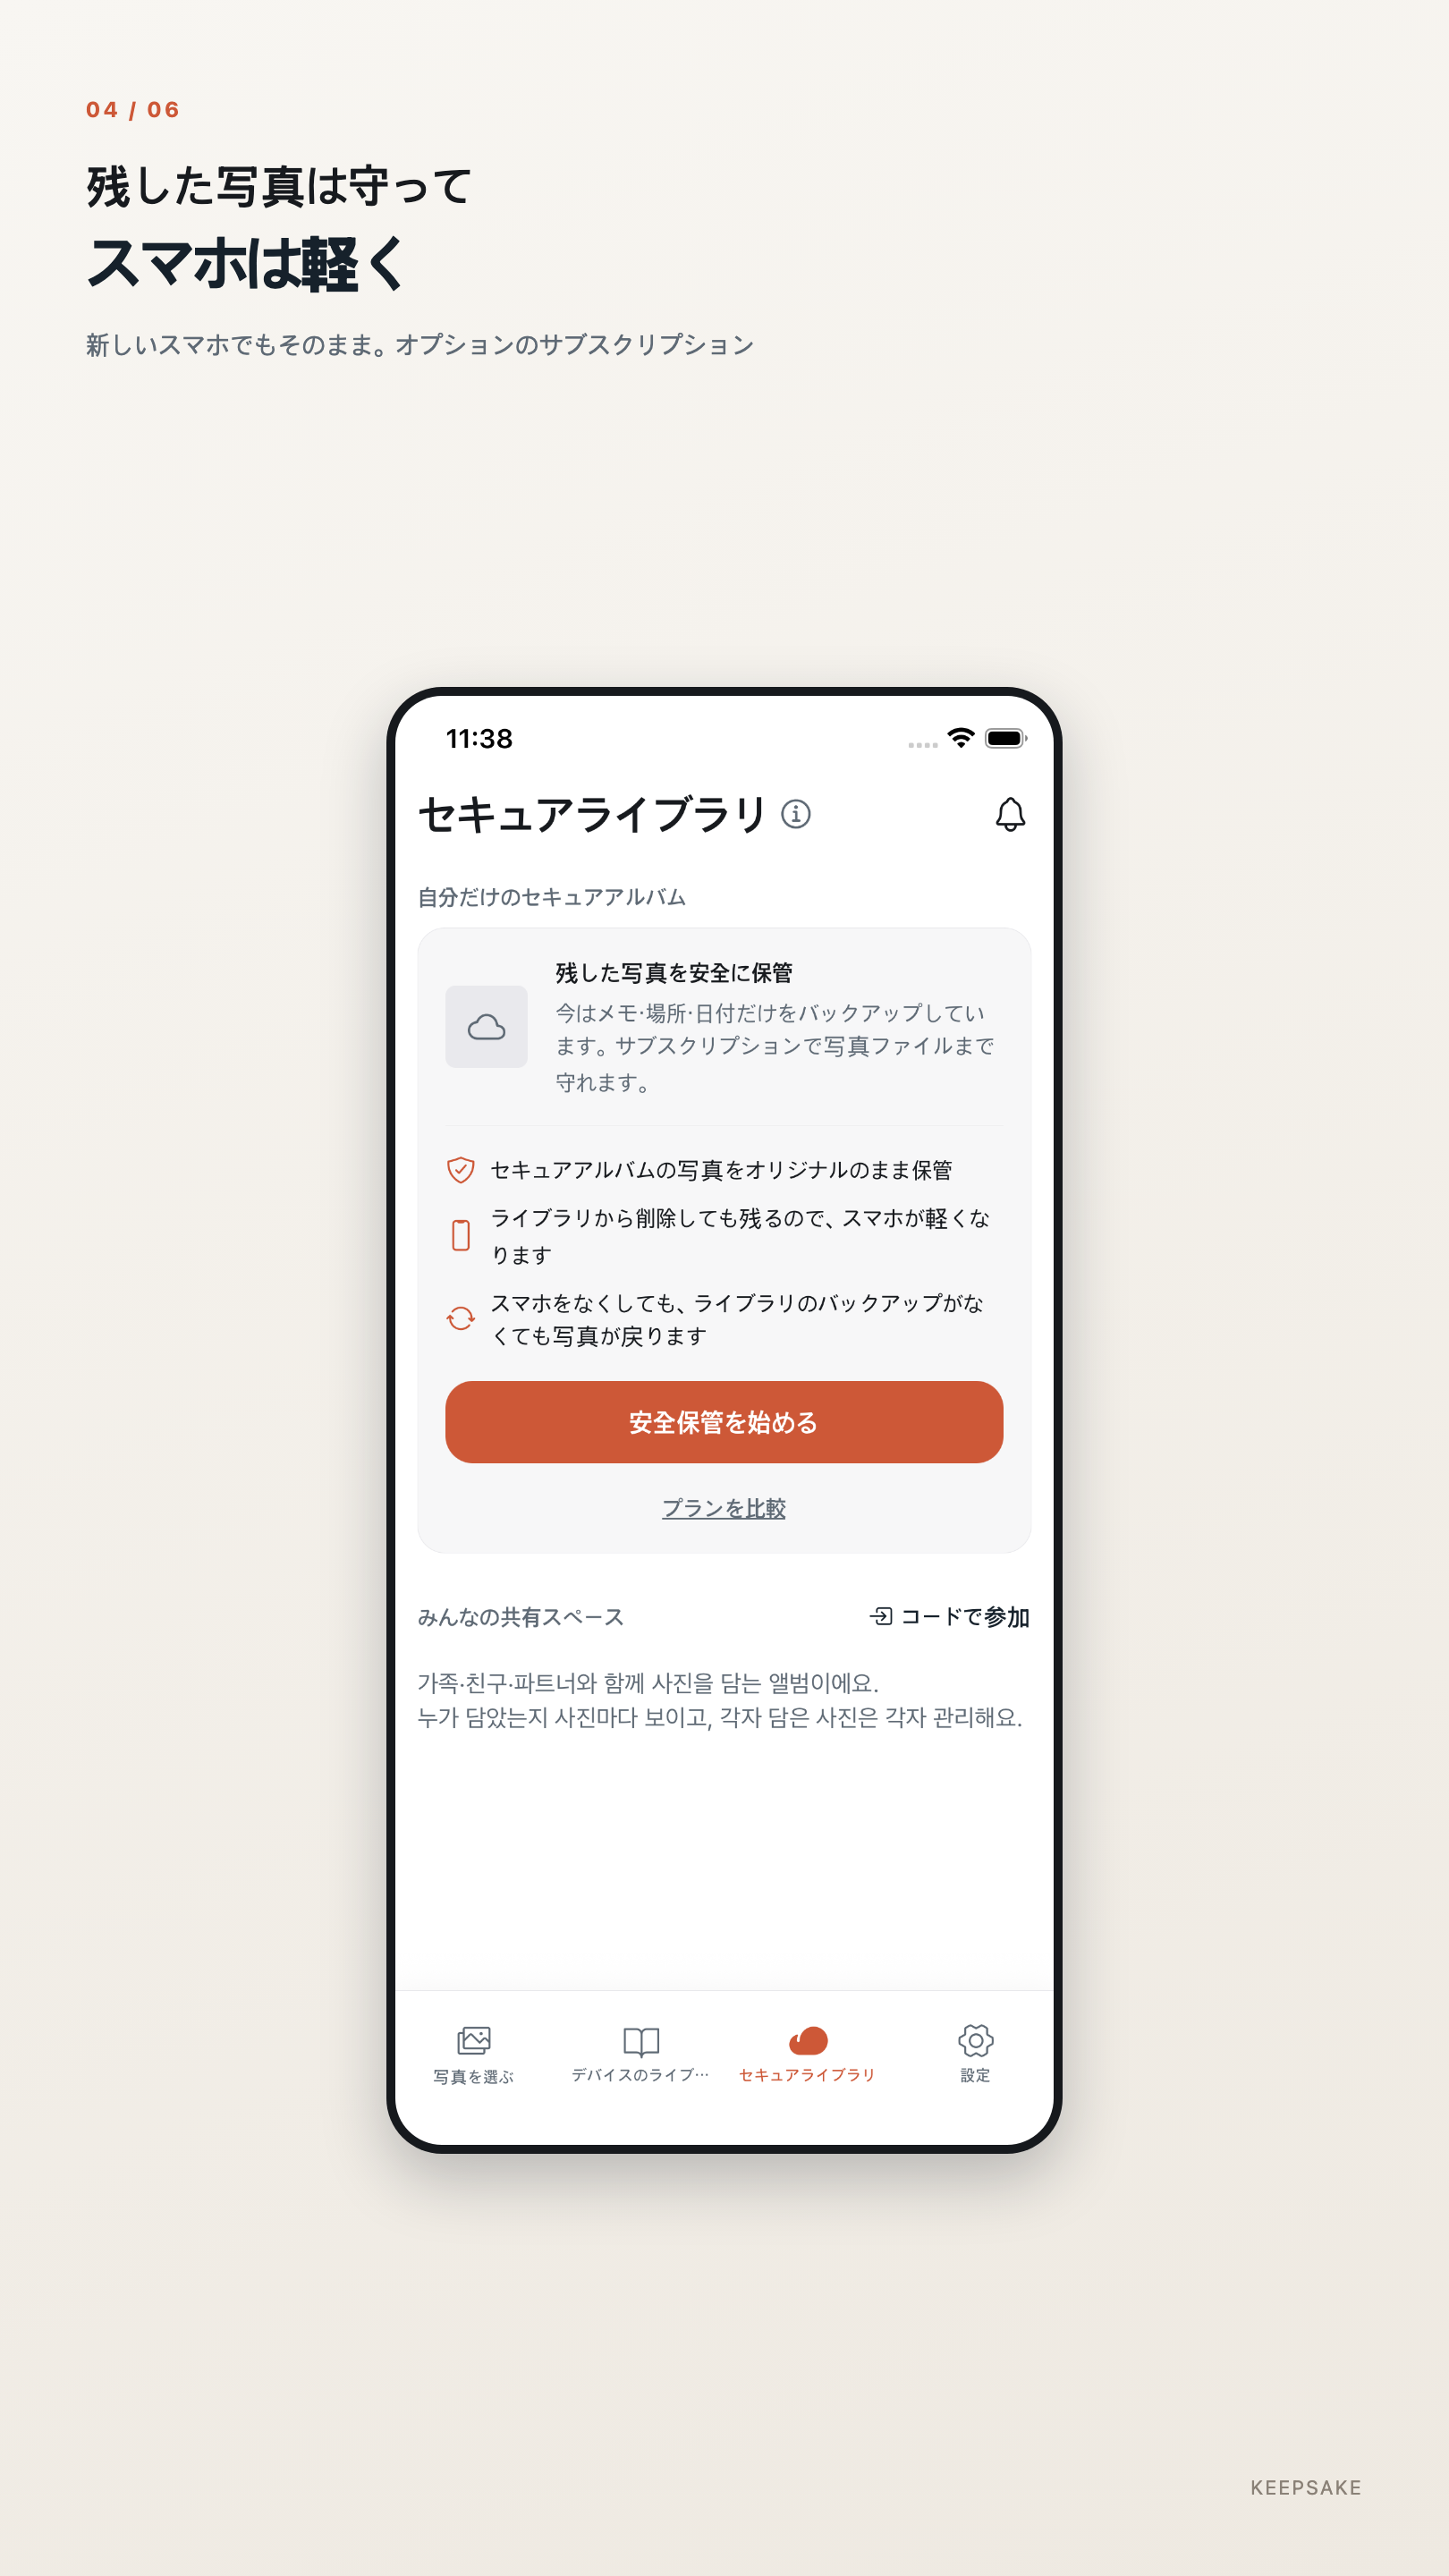 04 / 06
残した写真は守って
スマホは軽く
新しいスマホでもそのまま。オプションのサブスクリプション
11:38
セキュアライブラリ
自分だけのセキュアアルバム
残した写真を安全に保管
今はメモ·場所·日付だけをバックアップしてい
ます。サブスクリプションで写真ファイルまで
守れます。
セキュアアルバムの写真をオリジナルのまま保管
ライブラリから削除しても残るので、スマホが軽くな
ります
スマホをなくしても、ライブラリのバックアップがな
くても写真が戻ります
安全保管を始める
プランを比較
みんなの共有スペース
コードで参加
가족·친구·파트너와 함께 사진을 담는 앨범이에요.
누가 담았는지 사진마다 보이고, 각자 담은 사진은 각자 관리해요.
写真を選ぶ
デバイスのライブ…
セキュアライブラリ
設定
KEEPSAKE